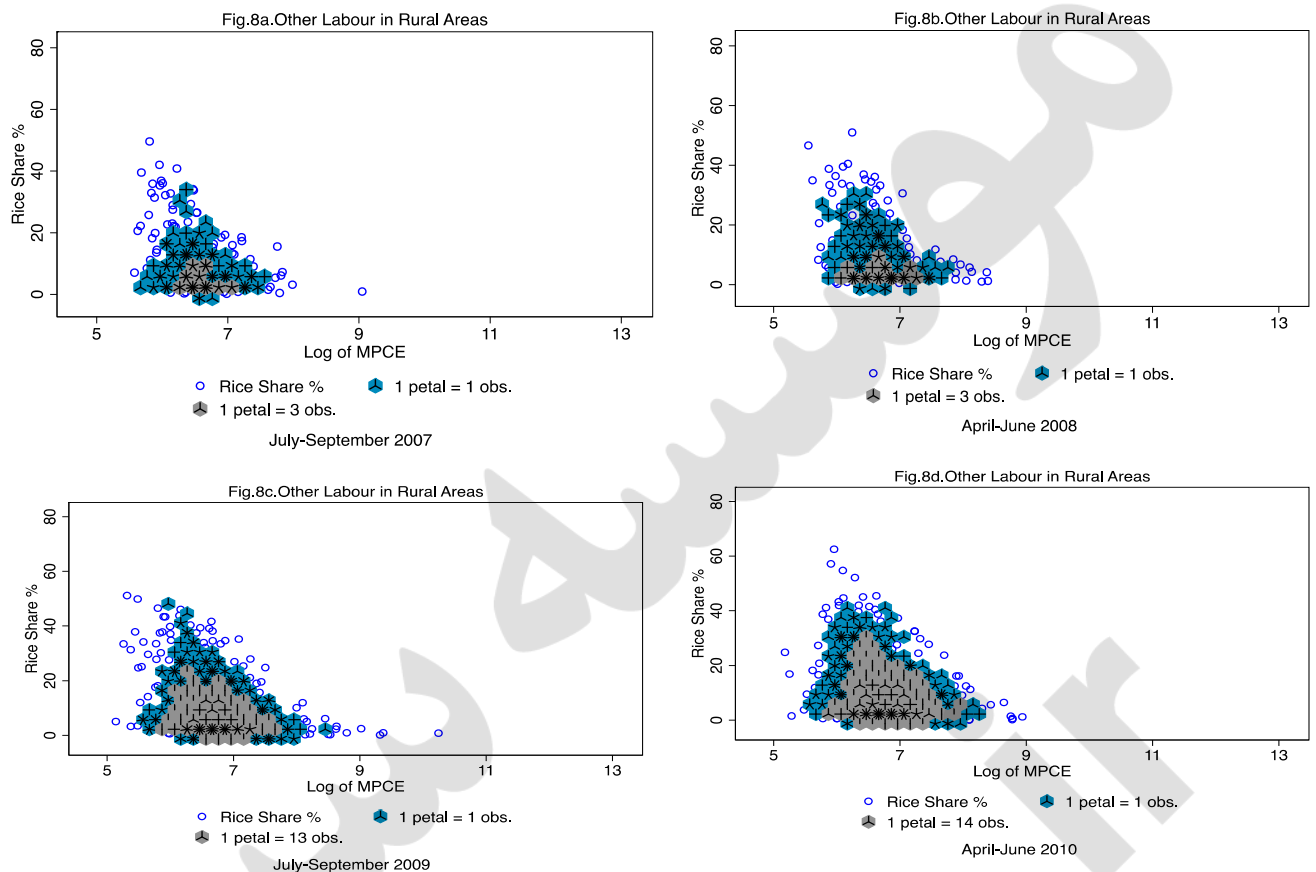 Fig.8a.Other Labour in Rural Areas
Rice Share %
80
60
40
20
0
5 7 9 11 13
Log of MPCE
Rice Share % 1 petal = 1 obs.
1 petal = 3 obs.
July-September 2007
Fig.8b.Other Labour in Rural Areas
Rice Share %
80
60
40
20
0
5 7 9 11 13
Log of MPCE
Rice Share % 1 petal = 1 obs.
1 petal = 3 obs.
April-June 2008
Fig.8c.Other Labour in Rural Areas
Rice Share %
80
60
40
20
0
5 7 9 11 13
Log of MPCE
Rice Share % 1 petal = 1 obs.
1 petal = 13 obs.
July-September 2009
Fig.8d.Other Labour in Rural Areas
Rice Share %
80
60
40
20
0
5 7 9 11 13
Log of MPCE
Rice Share % 1 petal = 1 obs.
1 petal = 14 obs.
April-June 2010